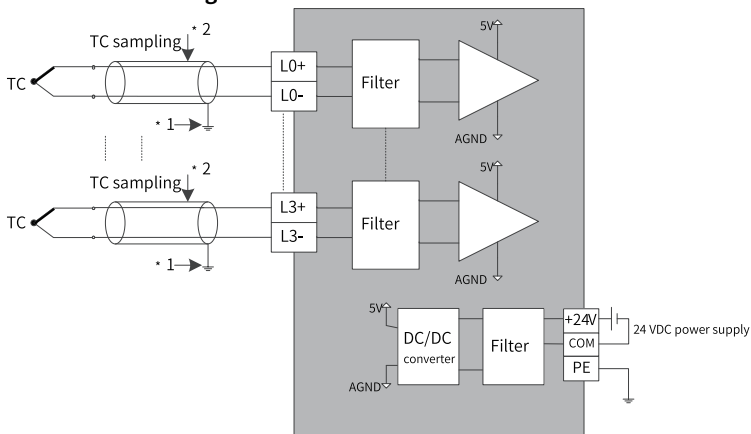 * 2
TC sampling
TC
L0+
L0-
* 1
Filter
5V
AGND
* 2
TC sampling
TC
L3+
L3-
* 1
Filter
5V
AGND
5V
DC/DC
converter
AGND
Filter
+24V
COM
PE
24 VDC power supply